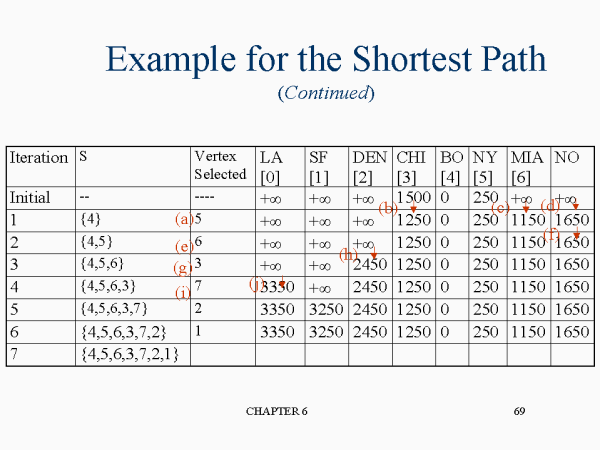 Example for the Shortest Path
(Continued)
Iteration S Vertex Selected LA [0] SF [1] DEN [2] CHI [3] BO [4] NY [5] MIA [6] NO
Initial -- ---- +∞ +∞ +∞ 1500 0 250 +∞ +∞
(b) (c) (d)
1 {4} (a) 5 +∞ +∞ +∞ 1250 0 250 1150 1650
2 {4,5} (e) 6 +∞ +∞ +∞ 1250 0 250 1150 (f) 1650
3 {4,5,6} (g) 3 +∞ +∞ (h) 2450 1250 0 250 1150 1650
4 {4,5,6,3} (i) 7 (j) 3350 +∞ 2450 1250 0 250 1150 1650
5 {4,5,6,3,7} 2 3350 3250 2450 1250 0 250 1150 1650
6 {4,5,6,3,7,2} 1 3350 3250 2450 1250 0 250 1150 1650
7 {4,5,6,3,7,2,1}
CHAPTER 6 69